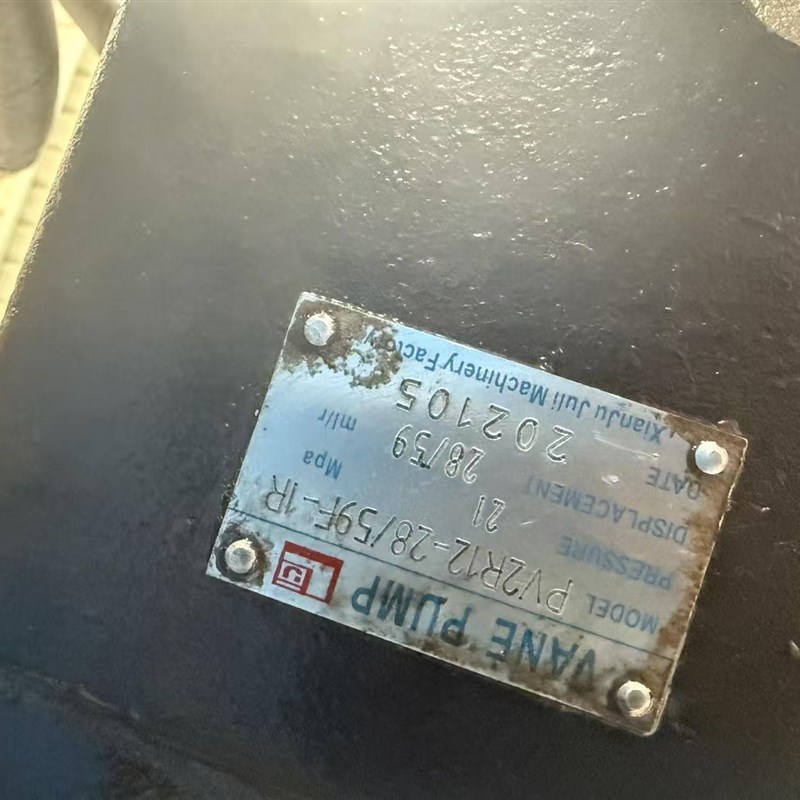 VANE PUMP
MODEL PV2R12-28/59F-1R
PRESSURE 21 Mpa
DISPLACEMENT 28/59 ml/r
DATE 202105
XianJu Juli Machinery Factory